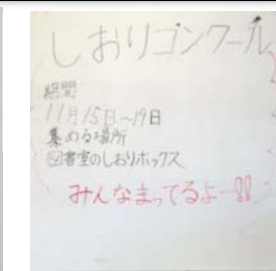 しおりコンクール
期間
11月15日〜19日
集める場所
図書室のしおりボックス
みんなまってるよー!!